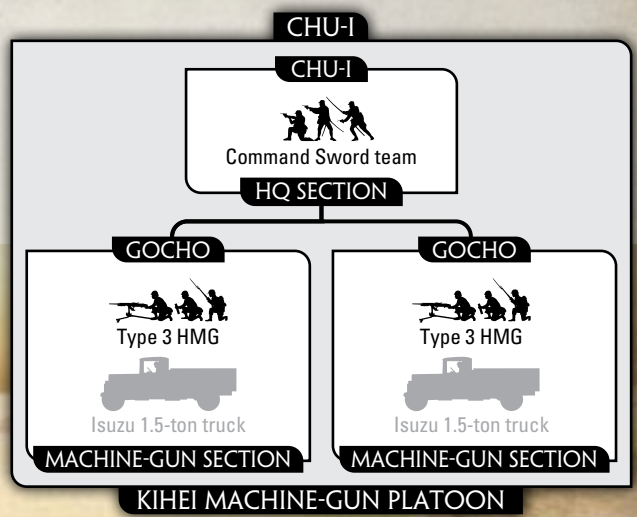 CHU-I
CHU-I
Command Sword team
HQ SECTION
GOCHO
Type 3 HMG
Isuzu 1.5-ton truck
MACHINE-GUN SECTION
GOCHO
Type 3 HMG
Isuzu 1.5-ton truck
MACHINE-GUN SECTION
KIHEI MACHINE-GUN PLATOON